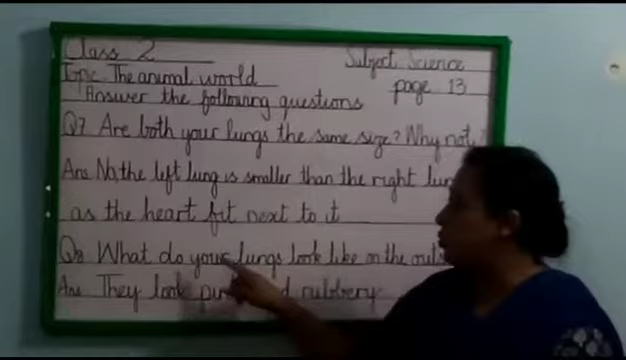 Class 2 Subject Science
Topic The animal world page 13
Answer the following questions
Q7 Are both your lungs the same size? Why not?
Ans No, the left lung is smaller than the right
as the heart fit next to it
Q8 What do your lungs look like on the
Ans They look rubbery